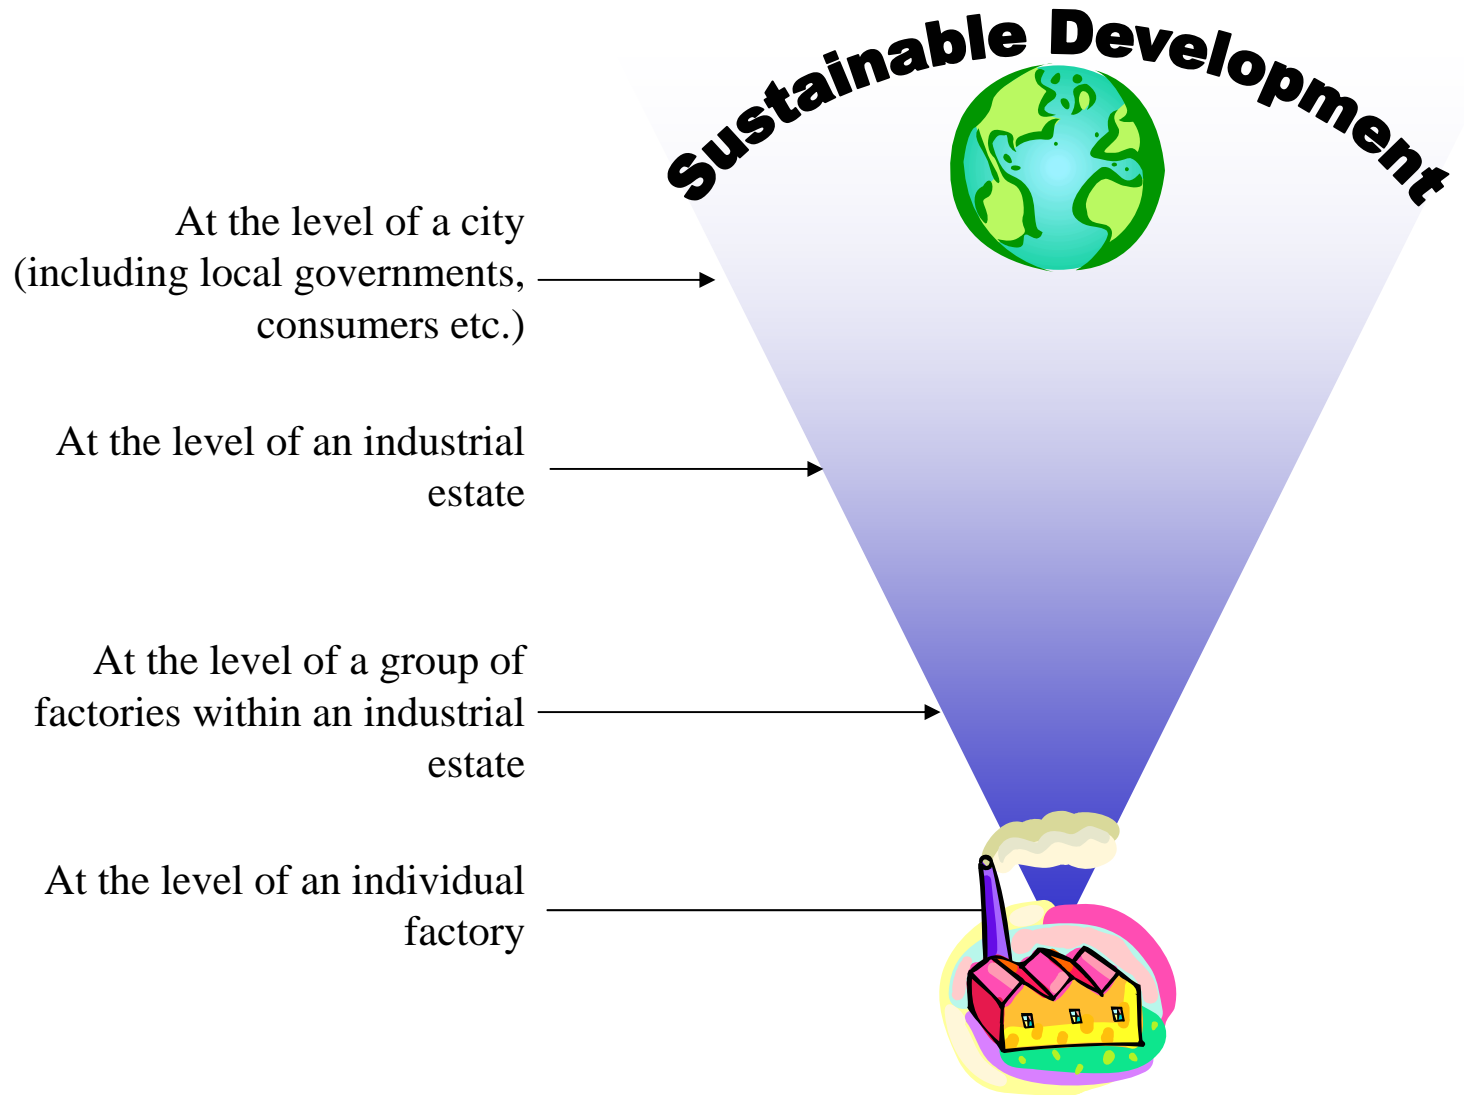 Sustainable Development
At the level of a city
(including local governments,
consumers etc.)
At the level of an industrial
estate
At the level of a group of
factories within an industrial
estate
At the level of an individual
factory